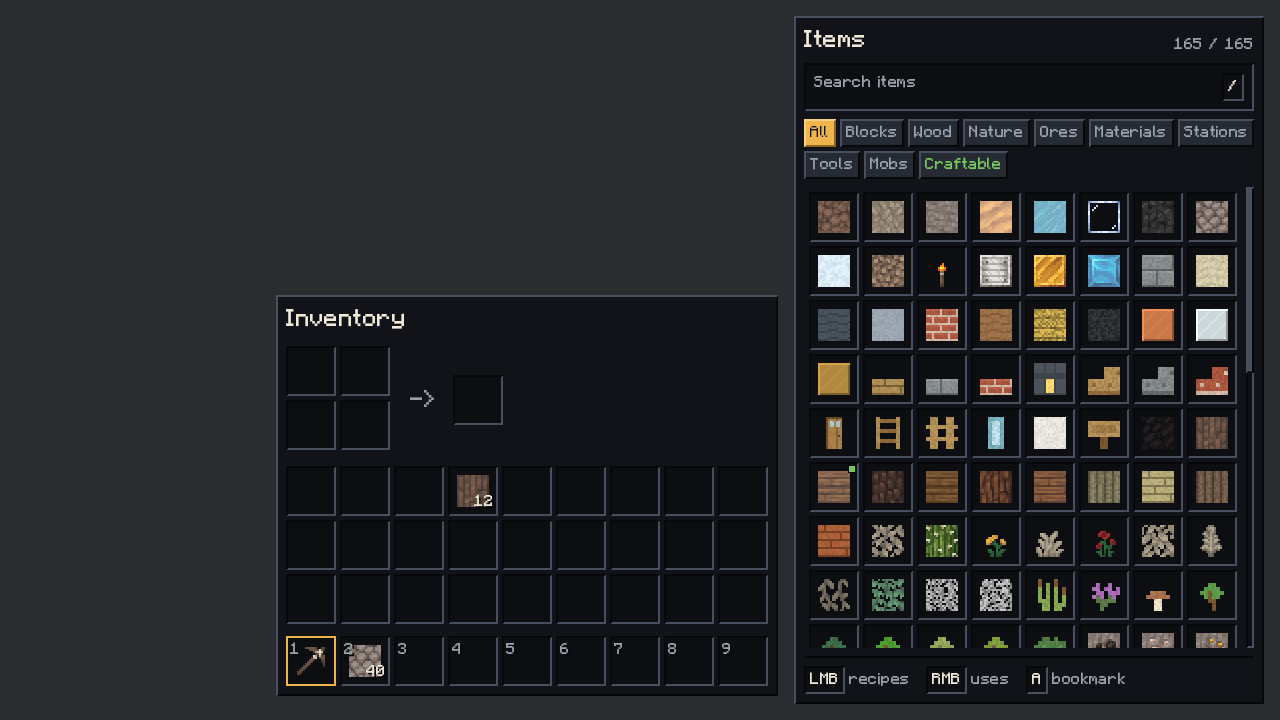 Items
165 / 165
Search items
/
All Blocks Wood Nature Ores Materials Stations
Tools Mobs Craftable
Inventory
->
12
1 2 3 4 5 6 7 8 9
40
LMB recipes RMB uses A bookmark